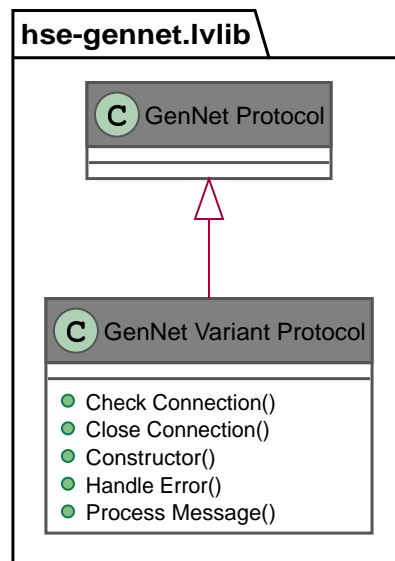 hse-gennet.lvlib
C GenNet Protocol
C GenNet Variant Protocol
Check Connection()
Close Connection()
Constructor()
Handle Error()
Process Message()